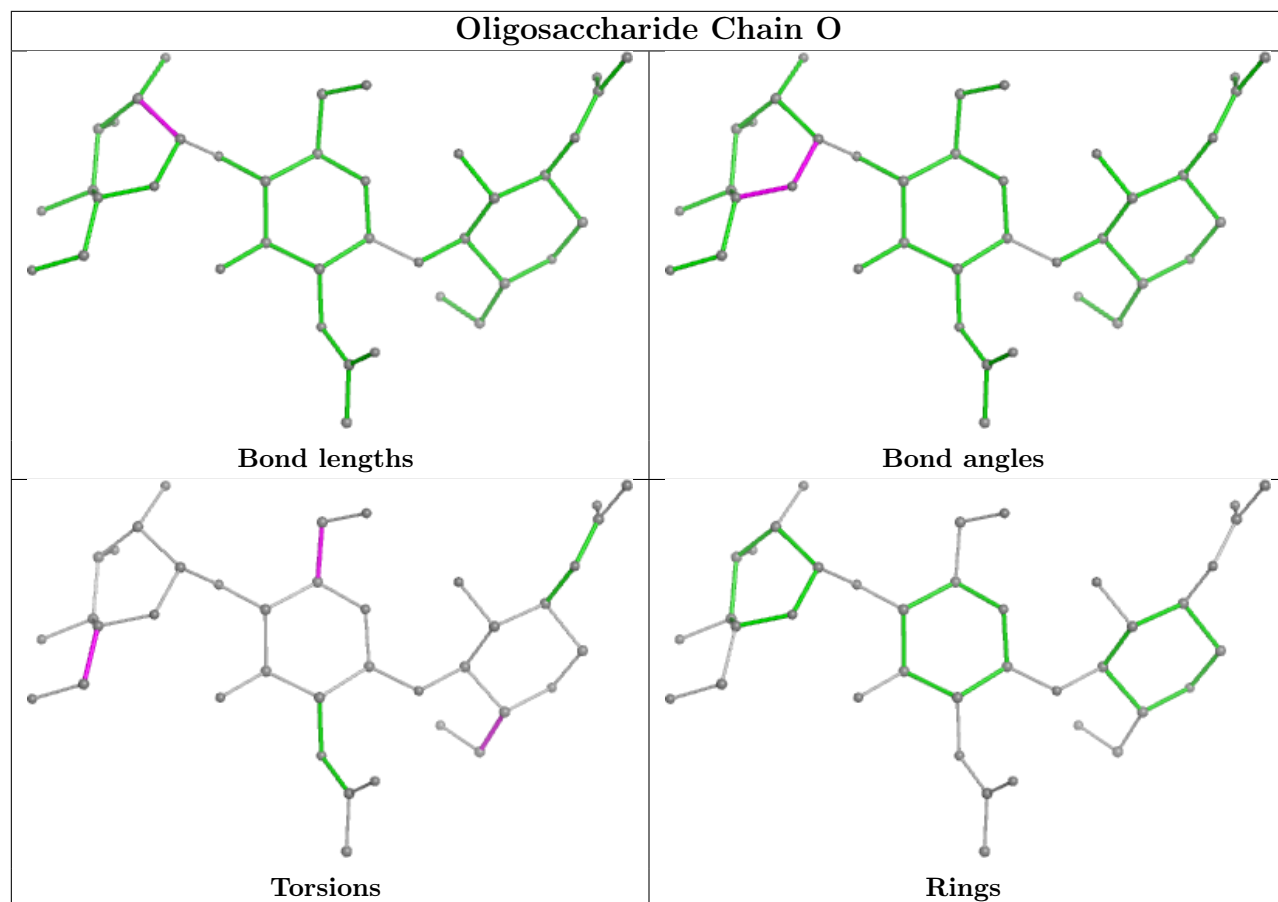 Oligosaccharide Chain O
Bond lengths
Bond angles
Torsions
Rings